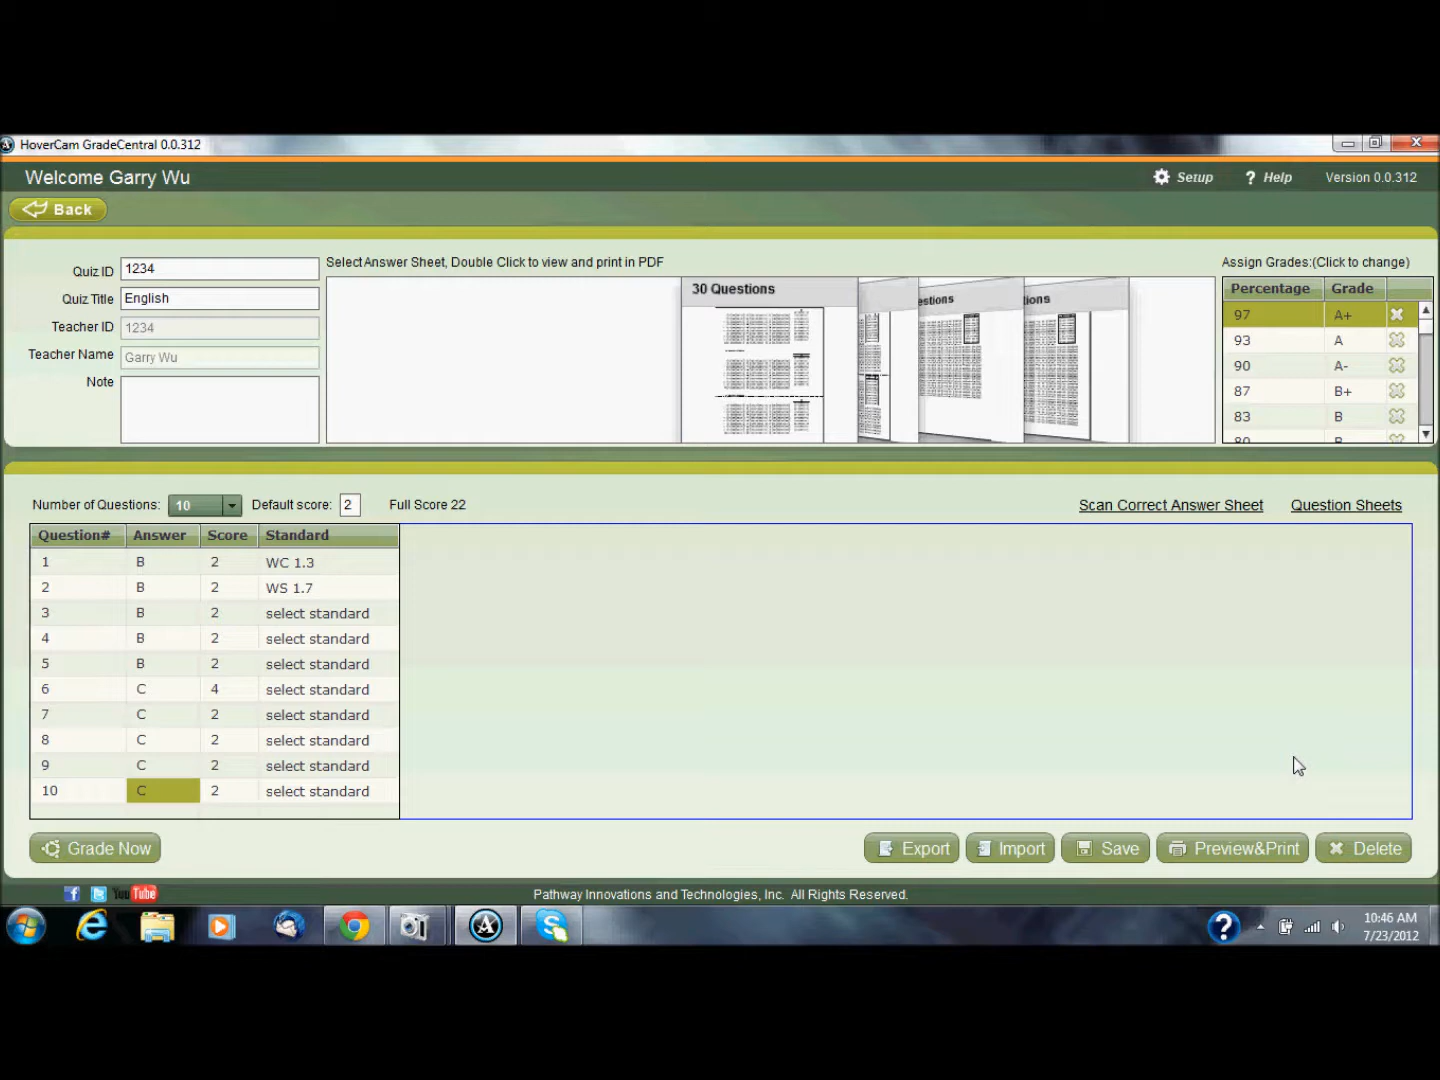 HoverCam GradeCentral 0.0.312
Welcome Garry Wu
Setup
? Help
Version 0.0.312
Back
Quiz ID 1234
Quiz Title English
Teacher ID 1234
Teacher Name Garry Wu
Note
Select Answer Sheet, Double Click to view and print in PDF
30 Questions
estions
tions
Assign Grades:(Click to change)
Percentage Grade
97 A+
93 A
90 A-
87 B+
83 B
Number of Questions: 10 Default score: 2 Full Score 22
Scan Correct Answer Sheet Question Sheets
Question# Answer Score Standard
1 B 2 WC 1.3
2 B 2 WS 1.7
3 B 2 select standard
4 B 2 select standard
5 B 2 select standard
6 C 4 select standard
7 C 2 select standard
8 C 2 select standard
9 C 2 select standard
10 C 2 select standard
Grade Now
Export
Import
Save
Preview&Print
Delete
You Tube
Pathway Innovations and Technologies, Inc. All Rights Reserved.
10:46 AM
7/23/2012